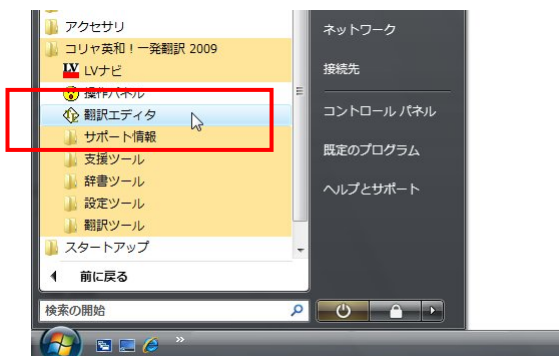 アクセサリ
コリャ英和！一発翻訳 2009
LV LVナビ
操作パネル
翻訳エディタ
サポート情報
支援ツール
辞書ツール
設定ツール
翻訳ツール
スタートアップ
前に戻る
検索の開始
ネットワーク
接続先
コントロール パネル
既定のプログラム
ヘルプとサポート